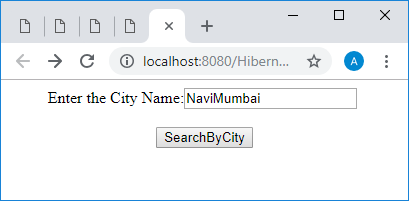 localhost:8080/Hibern...
A
Enter the City Name:NaviMumbai
SearchByCity